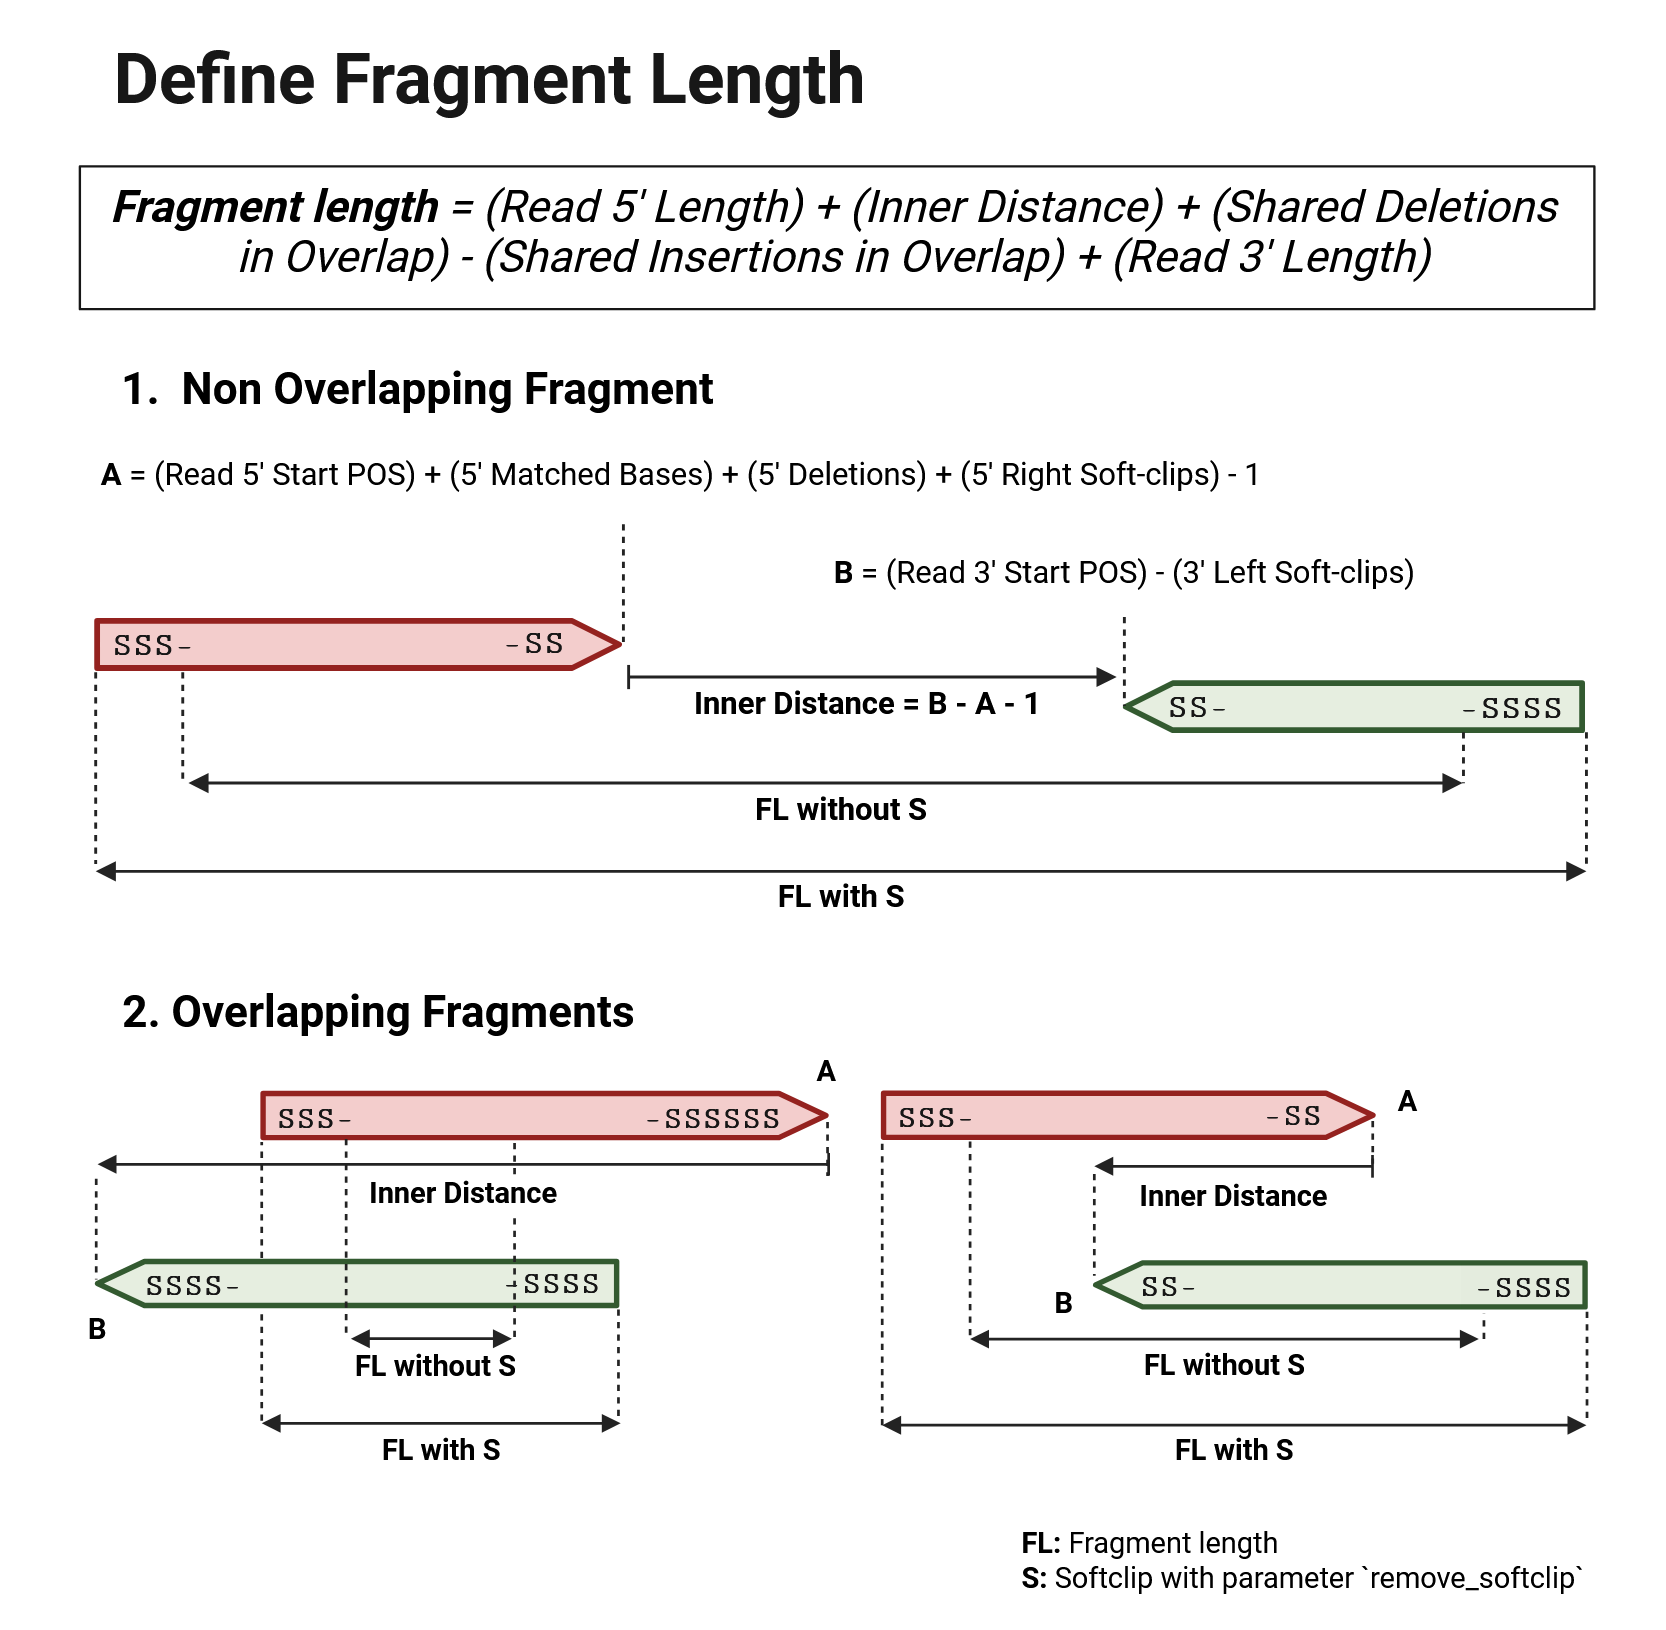 Define Fragment Length
Fragment length = (Read 5' Length) + (Inner Distance) + (Shared Deletions
in Overlap) - (Shared Insertions in Overlap) + (Read 3' Length)
1. Non Overlapping Fragment
A = (Read 5' Start POS) + (5' Matched Bases) + (5' Deletions) + (5' Right Soft-clips) - 1
B = (Read 3' Start POS) - (3' Left Soft-clips)
SSS- -SS
Inner Distance = B - A - 1
SS- -SSSS
FL without S
FL with S
2. Overlapping Fragments
A
SSS- -SSSSSS
Inner Distance
SSSS- -SSSS
B
FL without S
FL with S
A
SSS- -SS
Inner Distance
SS- -SSSS
B
FL without S
FL with S
FL: Fragment length
S: Softclip with parameter `remove_softclip`